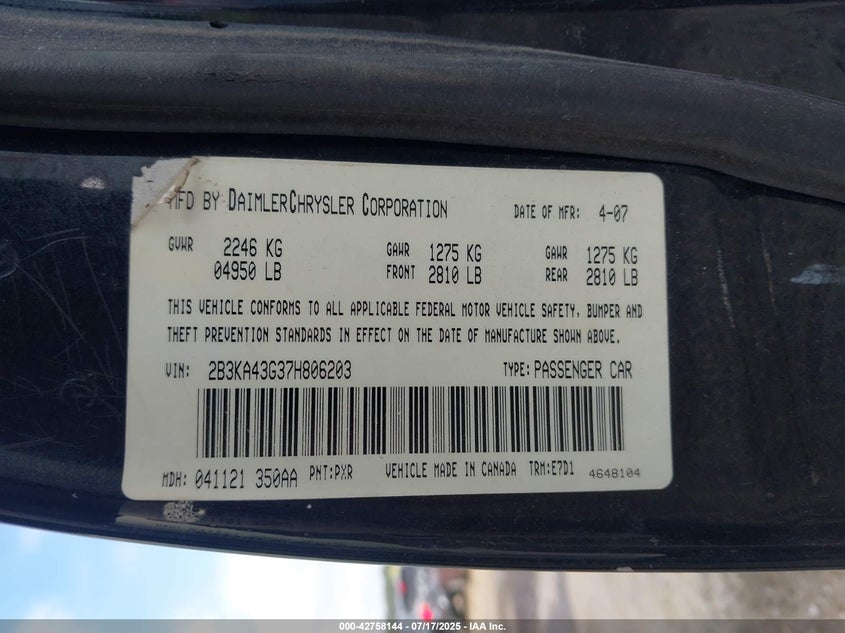 MFD BY DAIMLERCHRYSLER CORPORATION DATE OF MFR: 4-07
GVWR 2246 KG GAWR 1275 KG GAWR 1275 KG
04950 LB FRONT 2810 LB REAR 2810 LB
THIS VEHICLE CONFORMS TO ALL APPLICABLE FEDERAL MOTOR VEHICLE SAFETY, BUMPER AND
THEFT PREVENTION STANDARDS IN EFFECT ON THE DATE OF MANUFACTURE SHOWN ABOVE.
VIN: 2B3KA43G37H806203 TYPE: PASSENGER CAR
MDH: 041121 350AA PNT:PXR VEHICLE MADE IN CANADA TRM:E7D1 4648104
000-42758144 - 07/17/2025 - IAA Inc.